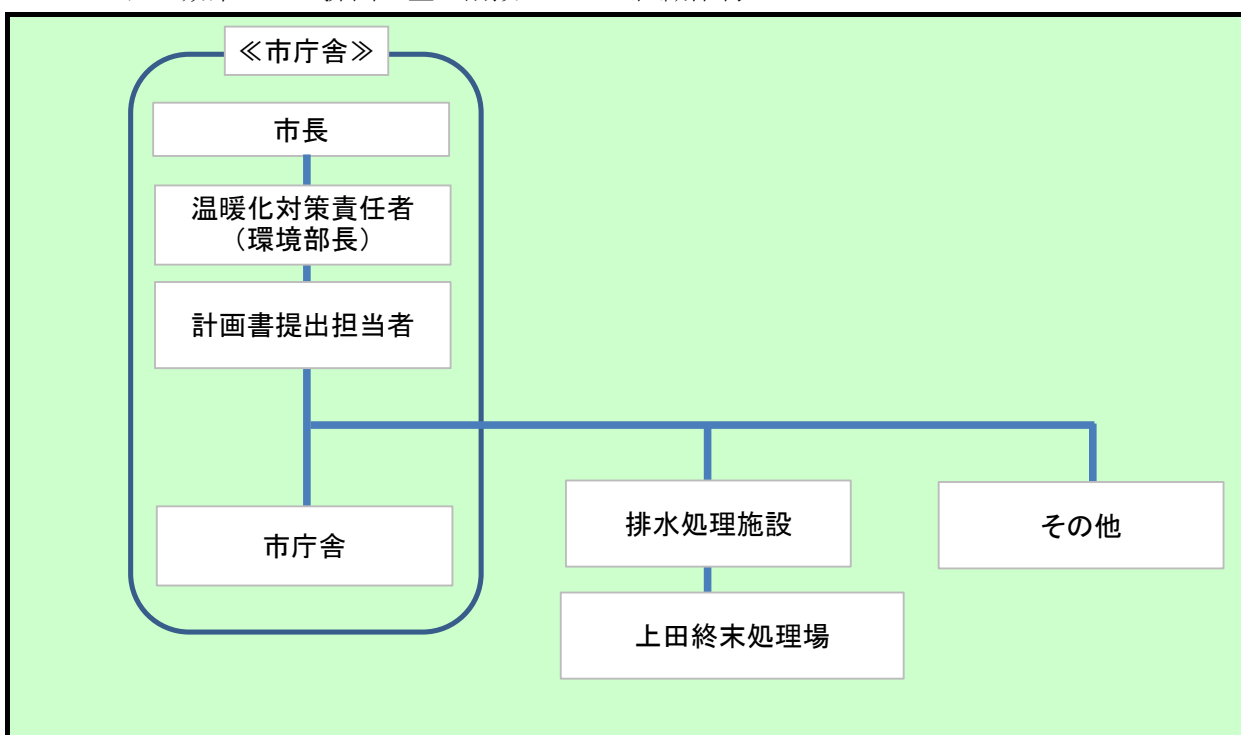 ≪市庁舎≫
市長
温暖化対策責任者
（環境部長）
計画書提出担当者
市庁舎
排水処理施設
その他
上田終末処理場